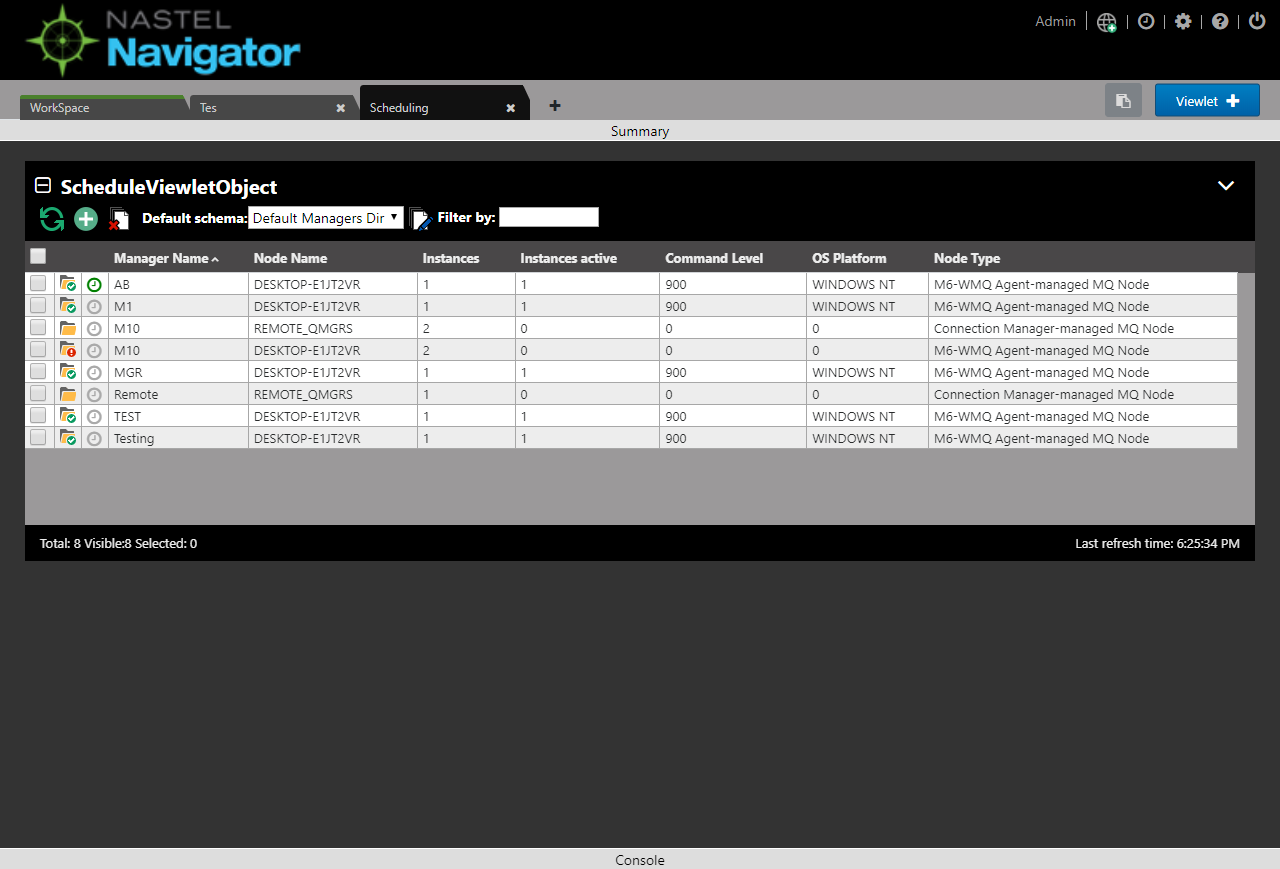 NASTEL
Navigator
Admin
WorkSpace Tes Scheduling Viewlet
Summary
ScheduleViewletObject
Default schema: Default Managers Dir Filter by:
Manager Name Node Name Instances Instances active Command Level OS Platform Node Type
AB DESKTOP-E1JT2VR 1 1 900 WINDOWS NT M6-WMQ Agent-managed MQ Node
M1 DESKTOP-E1JT2VR 1 1 900 WINDOWS NT M6-WMQ Agent-managed MQ Node
M10 REMOTE_QMGRS 2 0 0 0 Connection Manager-managed MQ Node
M10 DESKTOP-E1JT2VR 2 0 0 0 M6-WMQ Agent-managed MQ Node
MGR DESKTOP-E1JT2VR 1 1 900 WINDOWS NT M6-WMQ Agent-managed MQ Node
Remote REMOTE_QMGRS 1 0 0 0 Connection Manager-managed MQ Node
TEST DESKTOP-E1JT2VR 1 1 900 WINDOWS NT M6-WMQ Agent-managed MQ Node
Testing DESKTOP-E1JT2VR 1 1 900 WINDOWS NT M6-WMQ Agent-managed MQ Node
Total: 8 Visible:8 Selected: 0 Last refresh time: 6:25:34 PM
Console